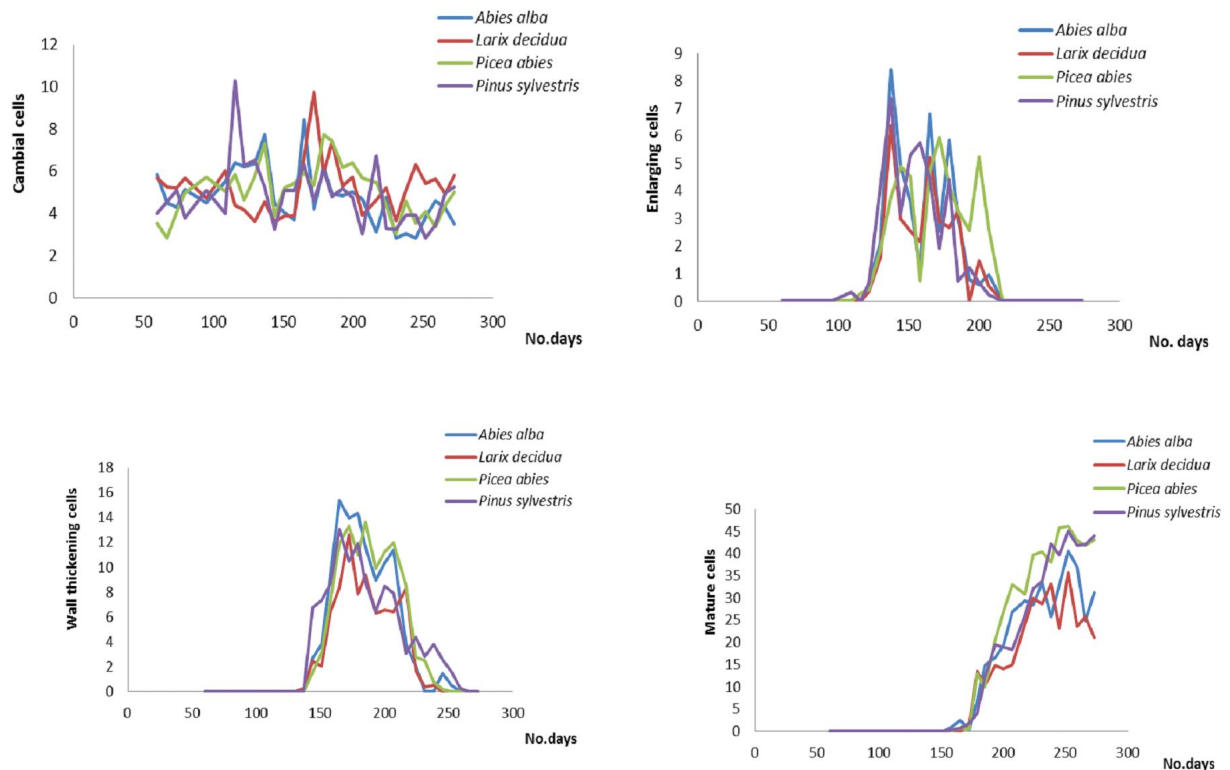 Abies alba
Larix decidua
Picea abies
Pinus sylvestris
Cambial cells
12
10
8
6
4
2
0
0 50 100 150 200 250 300
No.days
Abies alba
Larix decidua
Picea abies
Pinus sylvestris
Enlarging cells
9
8
7
6
5
4
3
2
1
0
0 50 100 150 200 250 300
No. days
Abies alba
Larix decidua
Picea abies
Pinus sylvestris
Wall thickening cells
18
16
14
12
10
8
6
4
2
0
0 50 100 150 200 250 300
No.days
Abies alba
Larix decidua
Picea abies
Pinus sylvestris
Mature cells
50
45
40
35
30
25
20
15
10
5
0
0 50 100 150 200 250 300
No.days